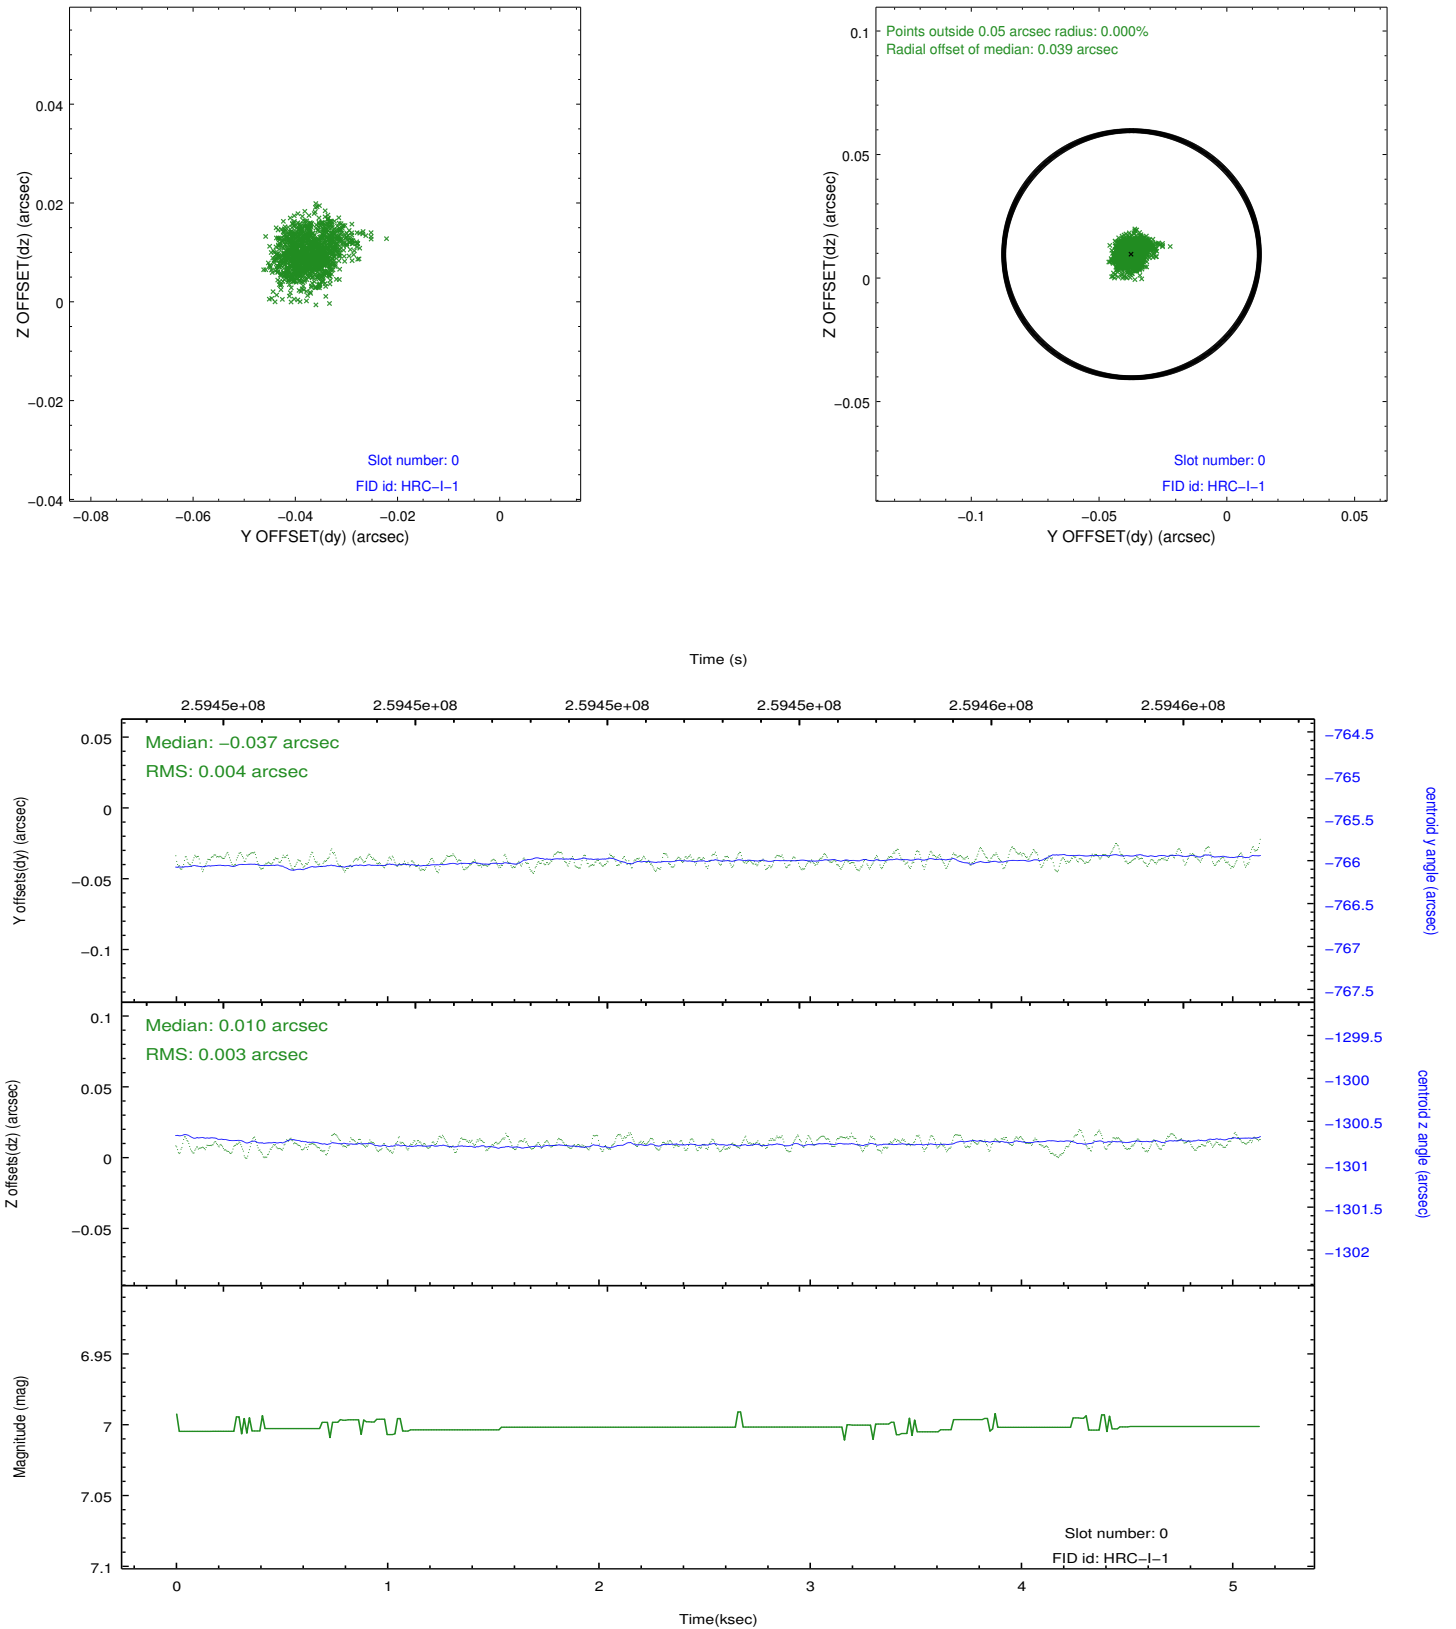 0.04
0.02
0
−0.02
−0.04
Z OFFSET(dz) (arcsec)
Slot number: 0
FID id: HRC−I−1
−0.08
−0.06
−0.04
−0.02
0
Y OFFSET(dy) (arcsec)
Points outside 0.05 arcsec radius: 0.000%
Radial offset of median: 0.039 arcsec
0.1
0.05
0
−0.05
Z OFFSET(dz) (arcsec)
Slot number: 0
FID id: HRC−I−1
−0.1
−0.05
0
0.05
Y OFFSET(dy) (arcsec)
Time (s)
2.5945e+08
2.5945e+08
2.5945e+08
2.5945e+08
2.5946e+08
2.5946e+08
Median: −0.037 arcsec
RMS: 0.004 arcsec
0.05
0
−0.05
−0.1
Y offsets(dy) (arcsec)
−764.5
−765
−765.5
−766
−766.5
−767
−767.5
centroid y angle (arcsec)
Median: 0.010 arcsec
RMS: 0.003 arcsec
0.1
0.05
0
−0.05
Z offsets(dz) (arcsec)
−1299.5
−1300
−1300.5
−1301
−1301.5
−1302
centroid z angle (arcsec)
6.95
7
7.05
7.1
Magnitude (mag)
Slot number: 0
FID id: HRC−I−1
0
1
2
3
4
5
Time(ksec)